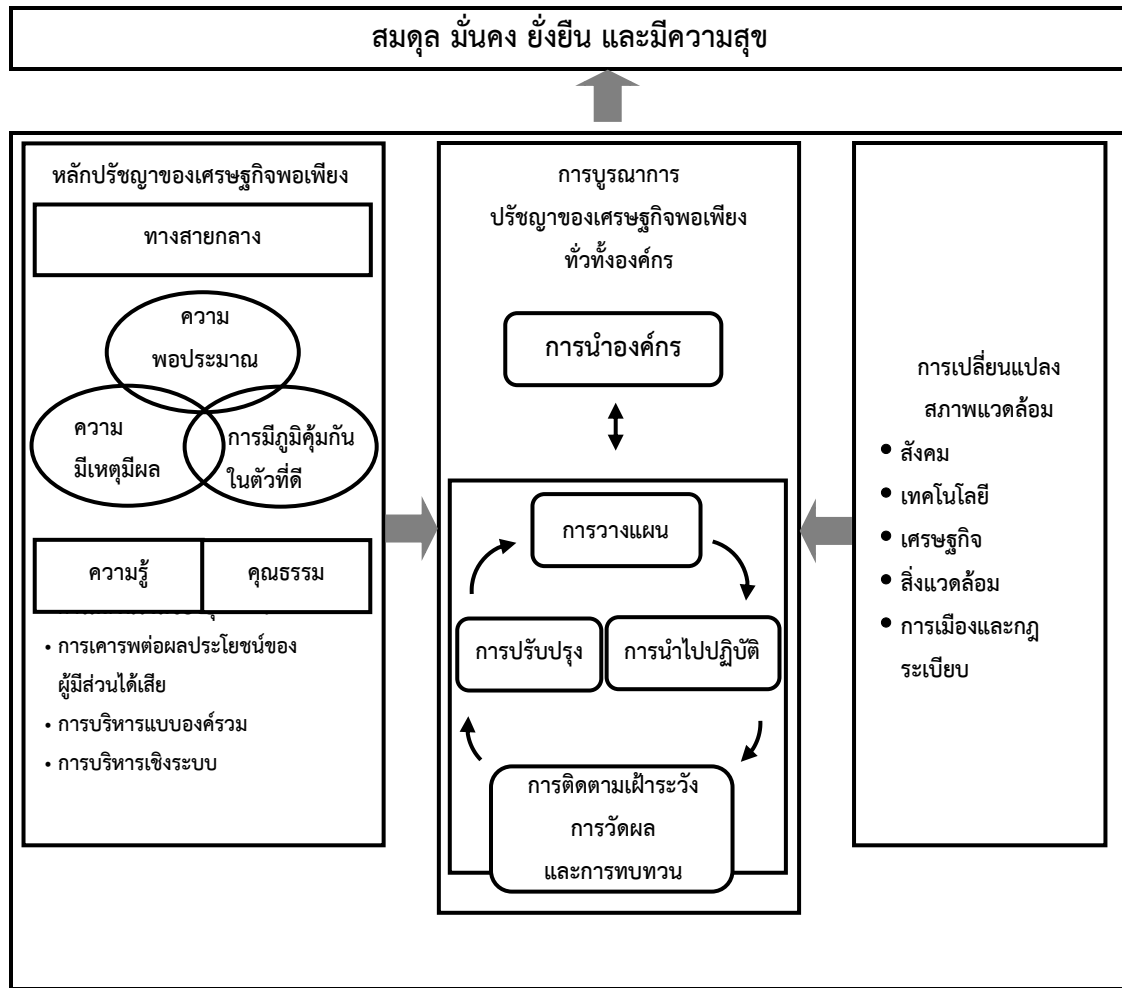 สมดุล มั่นคง ยั่งยืน และมีความสุข
หลักปรัชญาของเศรษฐกิจพอเพียง
ทางสายกลาง
ความ
พอประมาณ
ความ
มีเหตุมีผล
การมีภูมิคุ้มกัน
ในตัวที่ดี
ความรู้
คุณธรรม
• การเคารพต่อผลประโยชน์ของ
ผู้มีส่วนได้เสีย
• การบริหารแบบองค์รวม
• การบริหารเชิงระบบ
การบูรณาการ
ปรัชญาของเศรษฐกิจพอเพียง
ทั่วทั้งองค์กร
การนำองค์กร
การวางแผน
การปรับปรุง
การนำไปปฏิบัติ
การติดตามเฝ้าระวัง
การวัดผล
และการทบทวน
การเปลี่ยนแปลง
สภาพแวดล้อม
• สังคม
• เทคโนโลยี
• เศรษฐกิจ
• สิ่งแวดล้อม
• การเมืองและกฎ
ระเบียบ